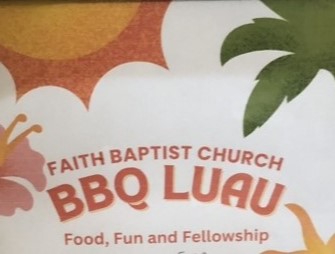 FAITH BAPTIST CHURCH
BBQ LUAU
Food, Fun and Fellowship